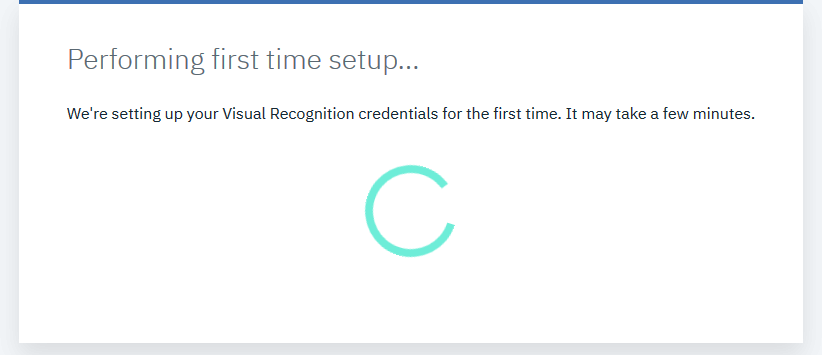 Performing first time setup...
We're setting up your Visual Recognition credentials for the first time. It may take a few minutes.